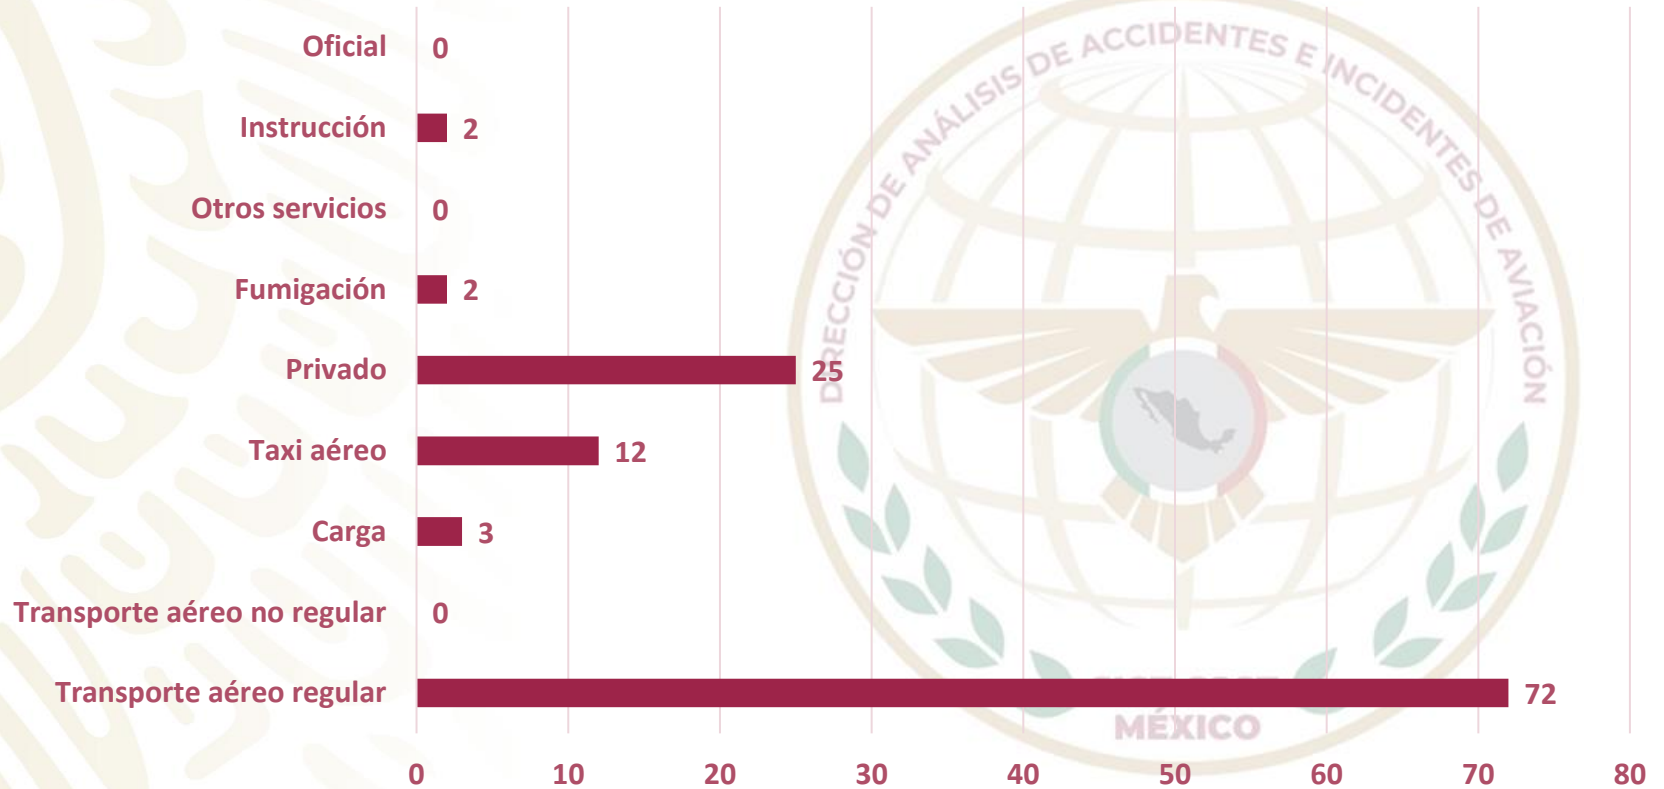 Oficial 0
Instrucción 2
Otros servicios 0
Fumigación 2
Privado 25
Taxi aéreo 12
Carga 3
Transporte aéreo no regular 0
Transporte aéreo regular 72
0 10 20 30 40 50 60 70 80
DIRECCIÓN DE ANÁLISIS DE ACCIDENTES E INCIDENTES DE AVIACIÓN
MÉXICO